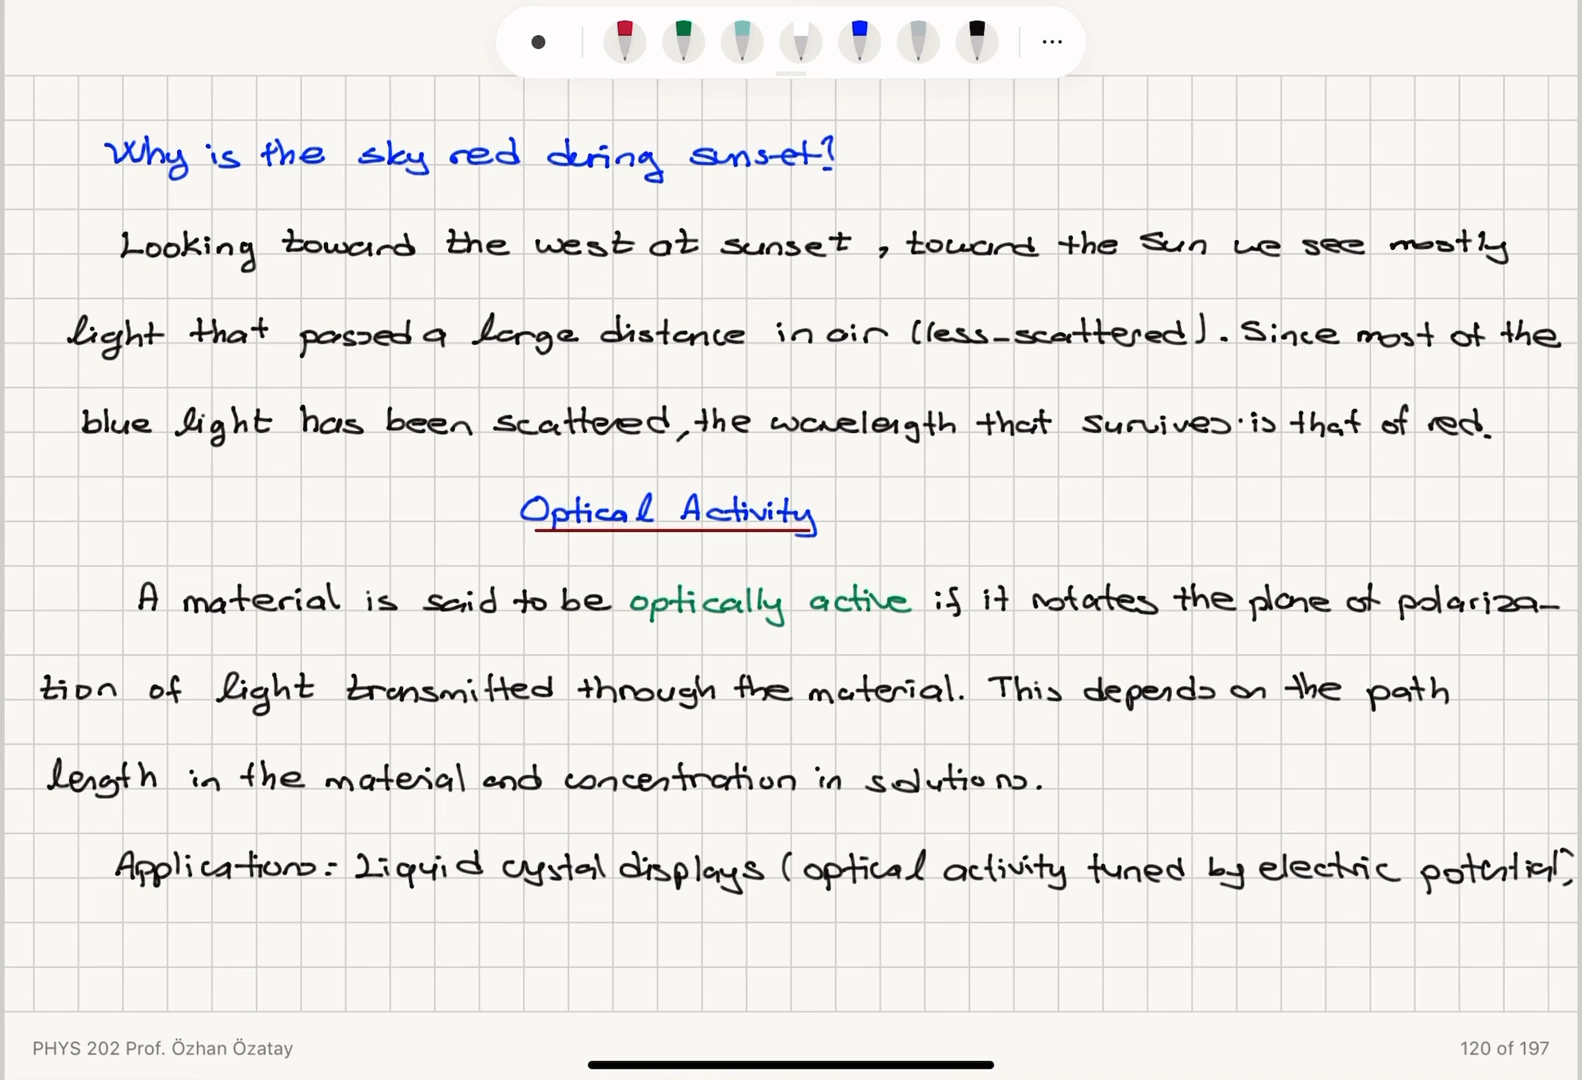 Why is the sky red during sunset?
Looking toward the west at sunset, toward the Sun we see mostly
light that passed a large distance in air (less-scattered). Since most of the
blue light has been scattered, the wavelength that survives is that of red.
Optical Activity
A material is said to be optically active if it rotates the plane of polariza-
tion of light transmitted through the material. This depends on the path
length in the material and concentration in solutions.
Applications: Liquid crystal displays (optical activity tuned by electric potential)
PHYS 202 Prof. Özhan Özatay
120 of 197